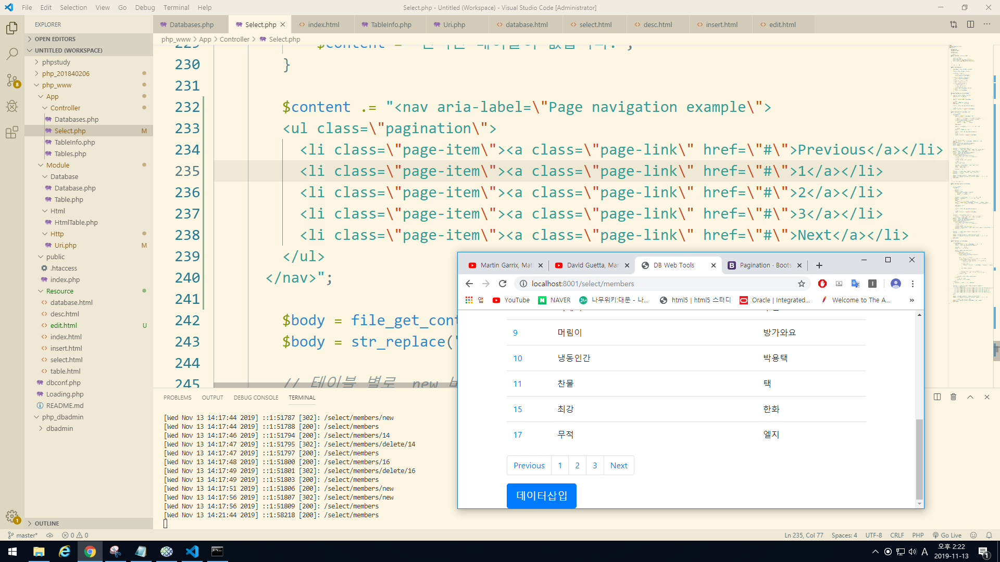 File Edit Selection View Go Debug Terminal Help
Select.php - Untitled (Workspace) - Visual Studio Code [Administrator]
EXPLORER
Databases.php
Select.php
index.html
TableInfo.php
Uri.php
database.html
select.html
desc.html
insert.html
edit.html
php_www > App > Controller > Select.php
OPEN EDITORS
UNTITLED (WORKSPACE)
phpstudy
php_201840206
php_www
App
Controller
Databases.php
Select.php M
TableInfo.php
Tables.php
Module
Database
Database.php
Table.php
Html
HtmlTable.php
Http
Uri.php M
public
.htaccess
index.php
Resource
database.html
desc.html
edit.html U
index.html
insert.html
select.html
table.html
dbconf.php
Loading.php
README.md
php_dbadmin
dbadmin
OUTLINE
8
1
230 }
231
232 $content .= "<nav aria-label=\"Page navigation example\">
233 <ul class=\"pagination\">
234 <li class=\"page-item\"><a class=\"page-link\" href=\"#\">Previous</a></li>
235 <li class=\"page-item\"><a class=\"page-link\" href=\"#\">1</a></li>
236 <li class=\"page-item\"><a class=\"page-link\" href=\"#\">2</a></li>
237 <li class=\"page-item\"><a class=\"page-link\" href=\"#\">3</a></li>
238 <li class=\"page-item\"><a class=\"page-link\" href=\"#\">Next</a></li>
239 </ul>
240 </nav>";
241
242 $body = file_get_cont
243 $body = str_replace(
244
245 // 테이블 별로 new
PROBLEMS OUTPUT DEBUG CONSOLE TERMINAL
[Wed Nov 13 14:17:44 2019] ::1:51787 [302]: /select/members/new
[Wed Nov 13 14:17:44 2019] ::1:51788 [200]: /select/members
[Wed Nov 13 14:17:46 2019] ::1:51794 [200]: /select/members/14
[Wed Nov 13 14:17:47 2019] ::1:51795 [302]: /select/members/delete/14
[Wed Nov 13 14:17:47 2019] ::1:51797 [200]: /select/members
[Wed Nov 13 14:17:48 2019] ::1:51800 [200]: /select/members/16
[Wed Nov 13 14:17:49 2019] ::1:51801 [302]: /select/members/delete/16
[Wed Nov 13 14:17:49 2019] ::1:51803 [200]: /select/members
[Wed Nov 13 14:17:51 2019] ::1:51806 [200]: /select/members/new
[Wed Nov 13 14:17:56 2019] ::1:51807 [302]: /select/members/new
[Wed Nov 13 14:17:56 2019] ::1:51809 [200]: /select/members
[Wed Nov 13 14:21:44 2019] ::1:58218 [200]: /select/members
Martin Garrix, Mat
David Guetta, Mar
DB Web Tools
Pagination · Boots
localhost:8001/select/members
앱 YouTube NAVER 나무위키:대문 - 나... html5 | html5 스터디 Oracle | Integrated... Welcome to The A... »
9 머림이 방가와요
10 냉동인간 박용택
11 찬물 택
15 최강 한화
17 무적 엘지
Previous 1 2 3 Next
데이터삽입
master* 0 0
Ln 235, Col 77 Spaces: 4 UTF-8 CRLF PHP Go Live
A
오후 2:22
2019-11-13
1